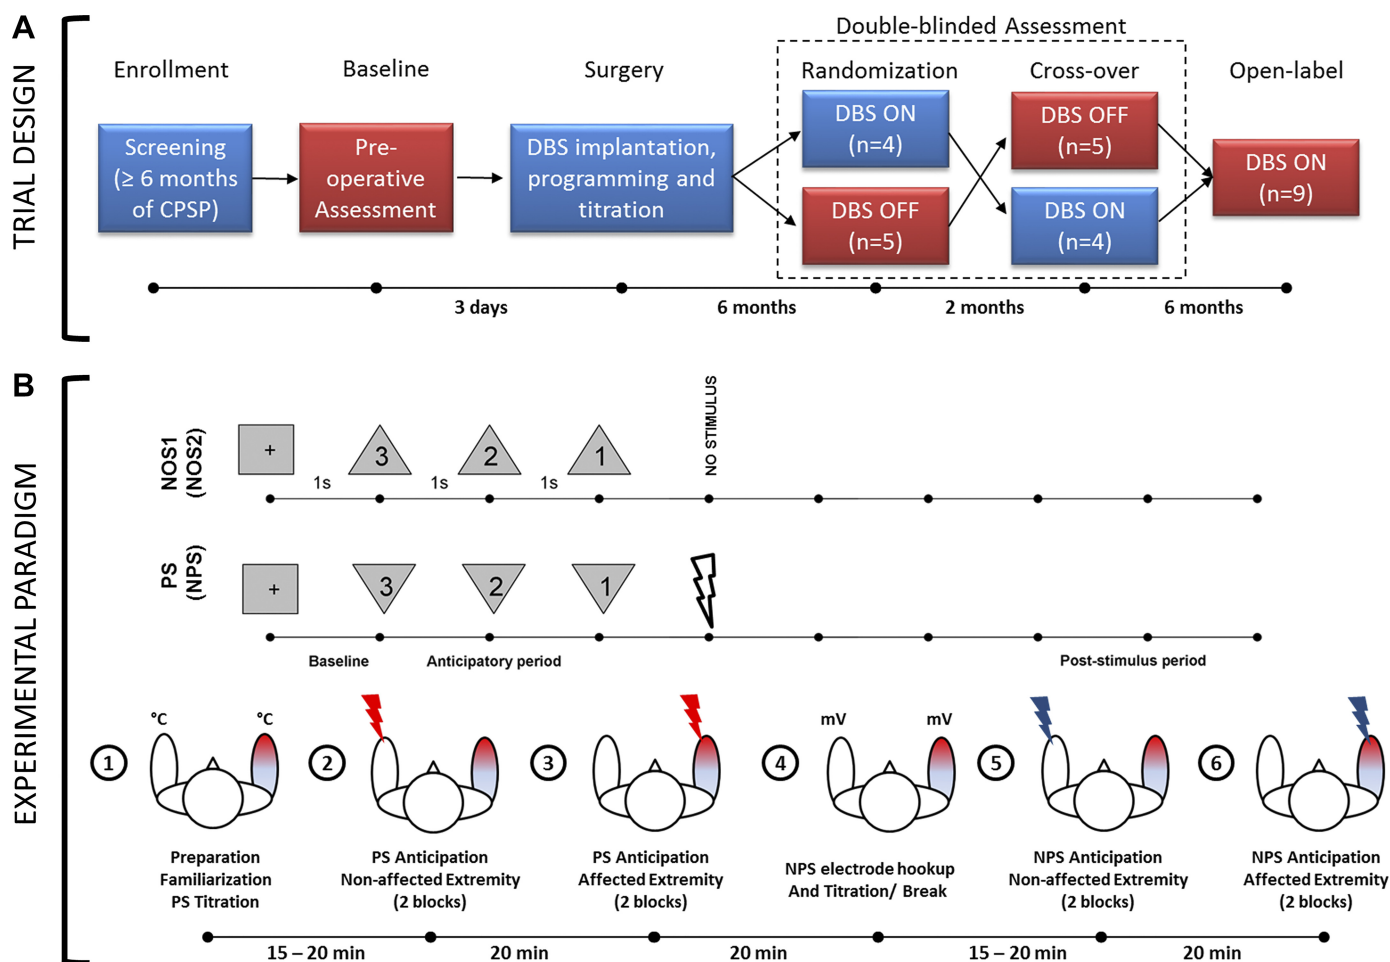 A
TRIAL DESIGN
Double-blinded Assessment
Enrollment
Baseline
Surgery
Randomization
Cross-over
Open-label
Screening
(≥ 6 months
of CPSP)
Pre-
operative
Assessment
DBS implantation,
programming and
titration
DBS ON
(n=4)
DBS OFF
(n=5)
DBS OFF
(n=5)
DBS ON
(n=4)
DBS ON
(n=9)
3 days
6 months
2 months
6 months
B
EXPERIMENTAL PARADIGM
NOS1
(NOS2)
+
3
2
1
1s
1s
1s
NO STIMULUS
PS
(NPS)
+
3
2
1
Baseline
Anticipatory period
Post-stimulus period
1
°C
°C
2
3
4
mV
mV
5
6
Preparation
Familiarization
PS Titration
PS Anticipation
Non-affected Extremity
(2 blocks)
PS Anticipation
Affected Extremity
(2 blocks)
NPS electrode hookup
And Titration/ Break
NPS Anticipation
Non-affected Extremity
(2 blocks)
NPS Anticipation
Affected Extremity
(2 blocks)
15 – 20 min
20 min
20 min
15 – 20 min
20 min